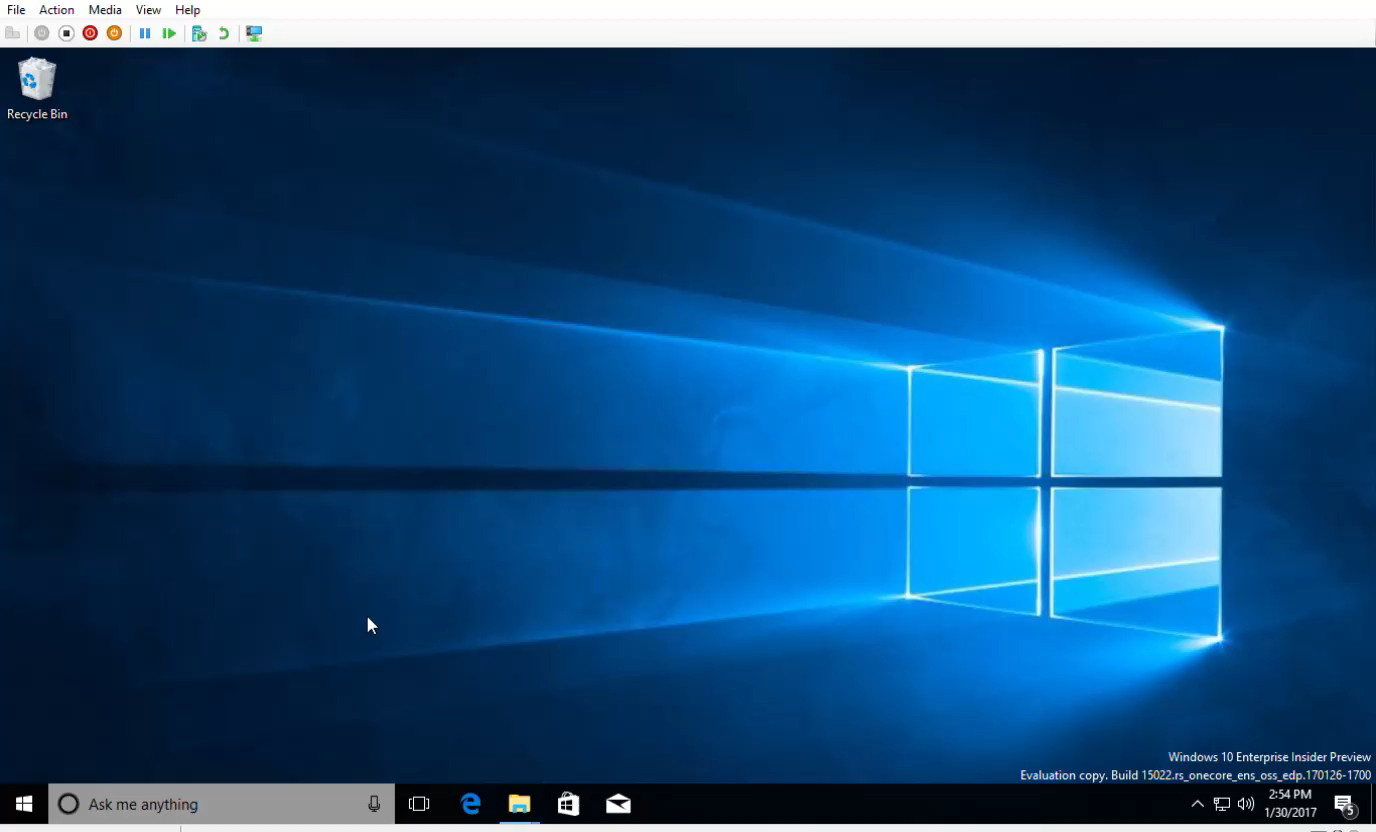 File Action Media View Help
Recycle Bin
Windows 10 Enterprise Insider Preview
Evaluation copy. Build 15022.rs_onecore_ens_oss_edp.170126-1700
Ask me anything
2:54 PM
1/30/2017
5